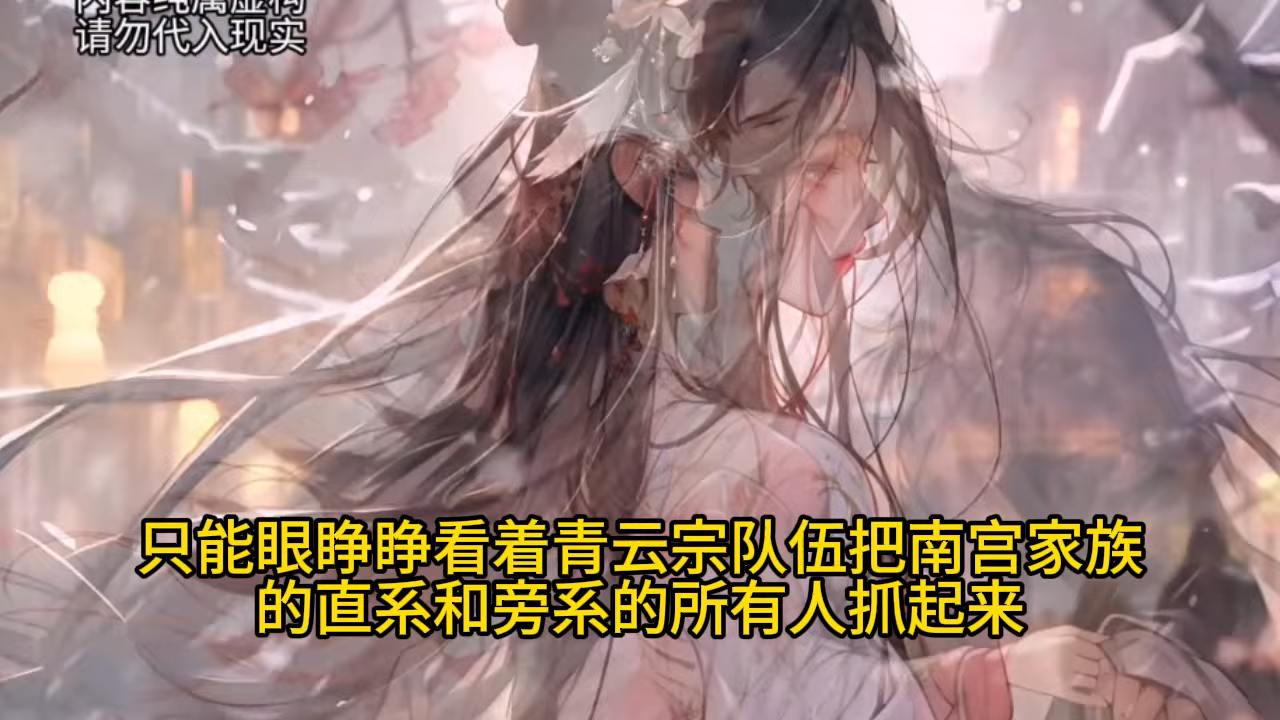 内容纯属虚构
请勿代入现实
只能眼睁睁看着青云宗队伍把南宫家族
的直系和旁系的所有人抓起来